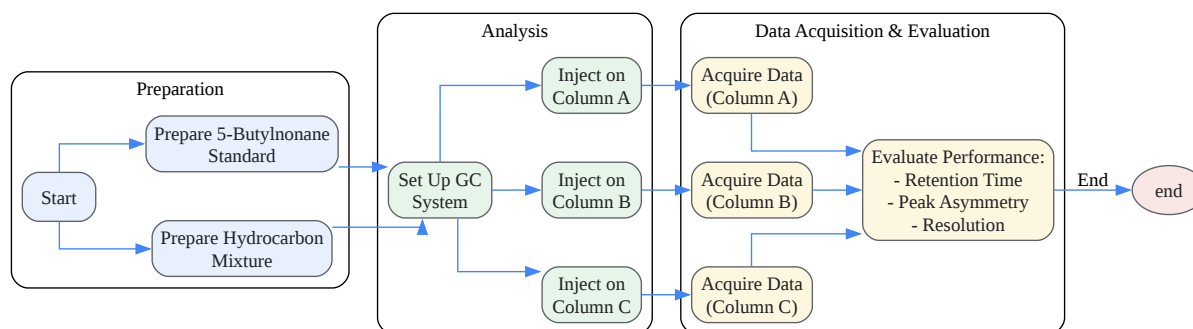 Preparation
Start
Prepare 5-Butylnonane
Standard
Prepare Hydrocarbon
Mixture
Analysis
Set Up GC
System
Inject on
Column A
Inject on
Column B
Inject on
Column C
Data Acquisition & Evaluation
Acquire Data
(Column A)
Acquire Data
(Column B)
Acquire Data
(Column C)
Evaluate Performance:
- Retention Time
- Peak Asymmetry
- Resolution
End
end